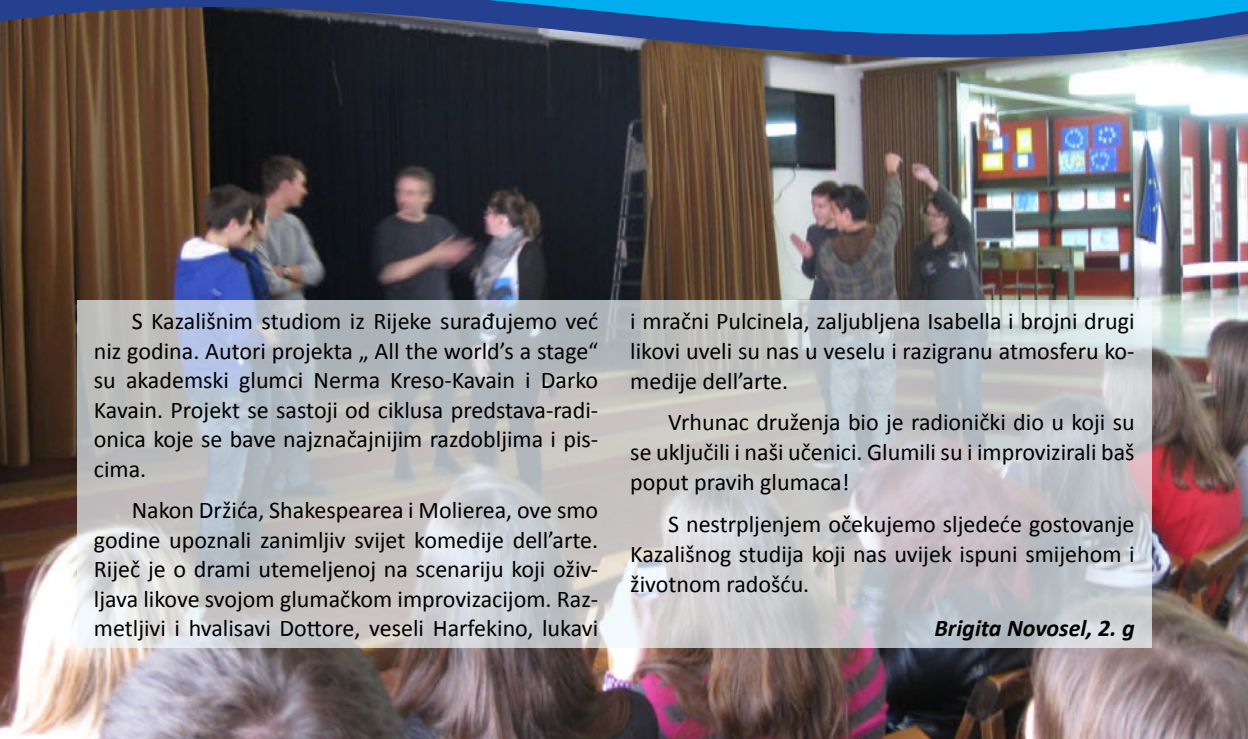 S Kazališnim studiom iz Rijeke surađujemo već
niz godina. Autori projekta „ All the world's a stage“
su akademski glumci Nerma Kreso-Kavain i Darko
Kavain. Projekt se sastoji od ciklusa predstava-radi-
onica koje se bave najznačajnijim razdobljima i pis-
cima.
Nakon Držića, Shakespearea i Molierea, ove smo
godine upoznali zanimljiv svijet komedije dell'arte.
Riječ je o drami utemeljenoj na scenariju koji oživ-
ljava likove svojom glumačkom improvizacijom. Raz-
metljivi i hvalisavi Dottore, veseli Harfekino, lukavi
i mračni Pulcinela, zaljubljena Isabella i brojni drugi
likovi uveli su nas u veselu i razigranu atmosferu ko-
medije dell'arte.
Vrhunac druženja bio je radionički dio u koji su
se uključili i naši učenici. Glumili su i improvizirali baš
poput pravih glumaca!
S nestrpljenjem očekujemo sljedeće gostovanje
Kazališnog studija koji nas uvijek ispuni smijehom i
životnom radošću.
Brigita Novosel, 2. g